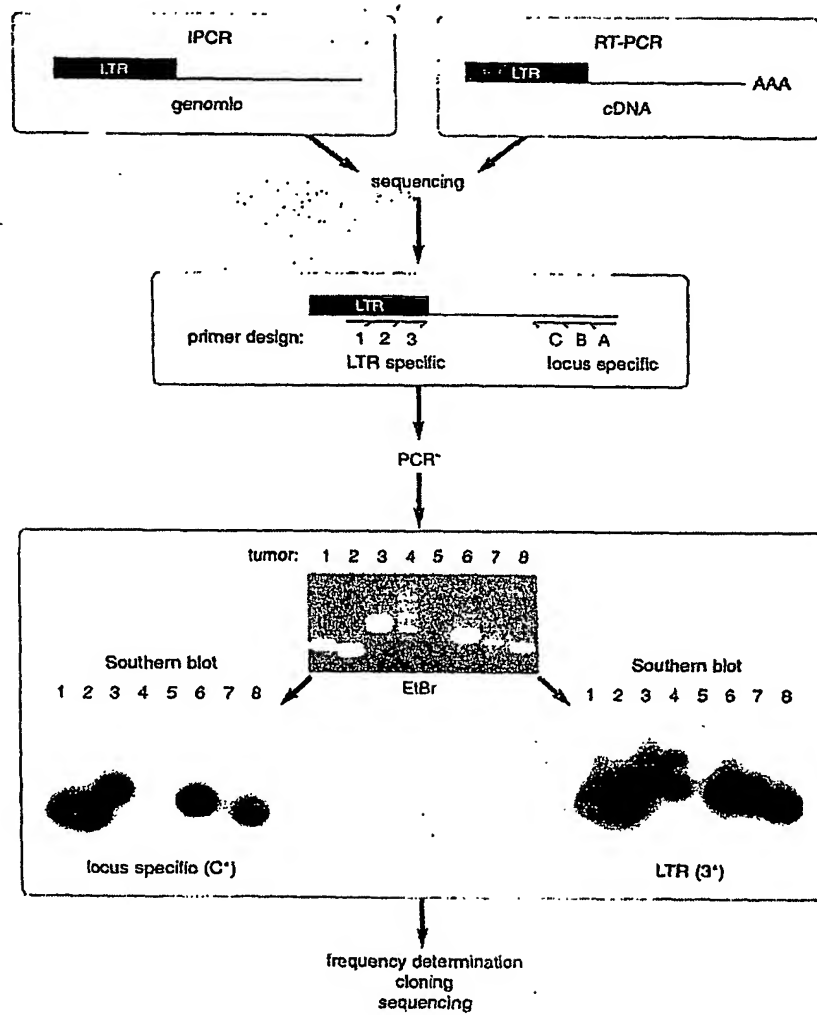 IPCR
LTR
genomic
RT-PCR
LTR
AAA
cDNA
sequencing
LTR
primer design: 1 2 3 C B A
LTR specific locus specific
PCR*
tumor: 1 2 3 4 5 6 7 8
EtBr
Southern blot
1 2 3 4 5 6 7 8
locus specific (C*)
Southern blot
1 2 3 4 5 6 7 8
LTR (3*)
frequency determination
cloning
sequencing